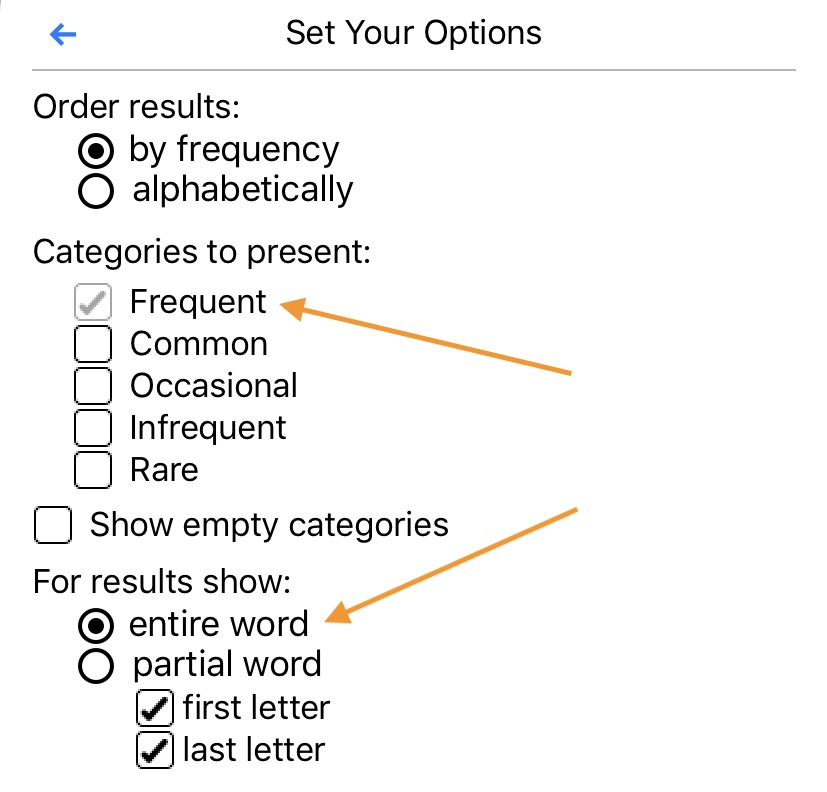 Set Your Options
Order results:
by frequency
alphabetically
Categories to present:
Frequent
Common
Occasional
Infrequent
Rare
Show empty categories
For results show:
entire word
partial word
first letter
last letter